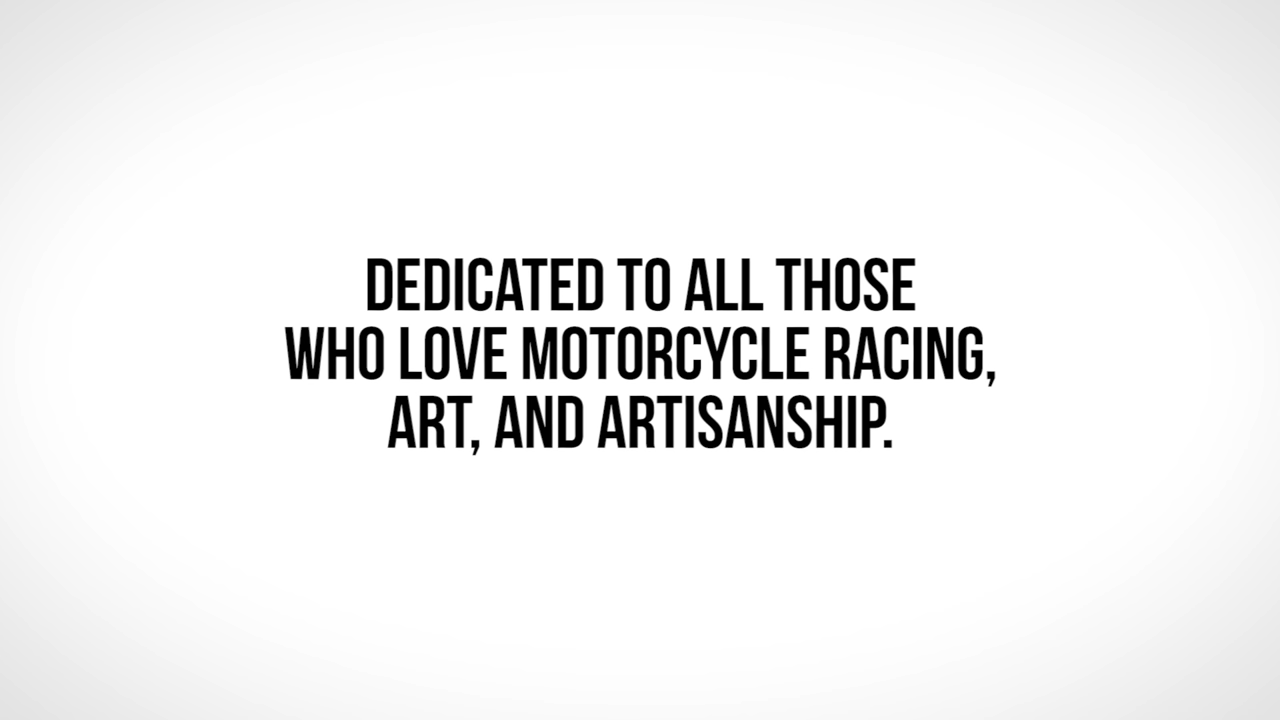 DEDICATED TO ALL THOSE
WHO LOVE MOTORCYCLE RACING,
ART, AND ARTISANSHIP.